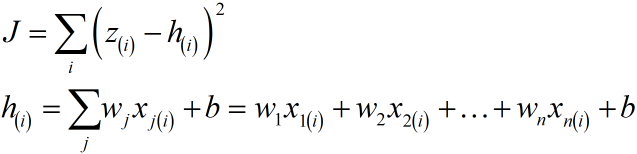 J = ∑_i (z_(i) − h_(i))^2
h_(i) = ∑_j w_j x_j(i) + b = w_1 x_1(i) + w_2 x_2(i) + … + w_n x_n(i) + b